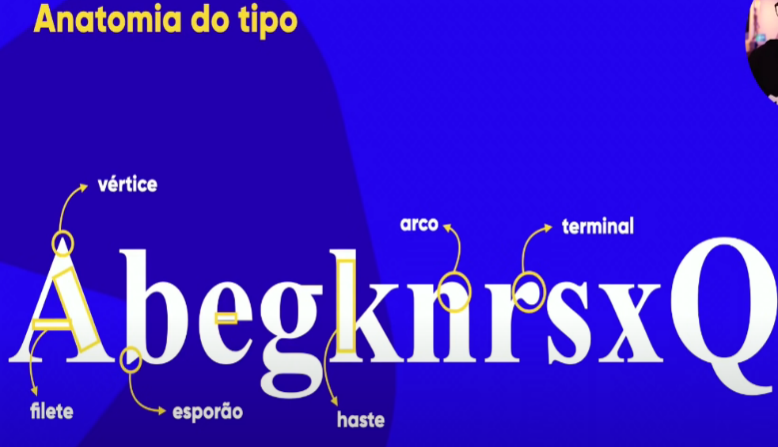 Anatomia do tipo
vértice
arco
terminal
AbegknrsxQ
filete
esporão
haste